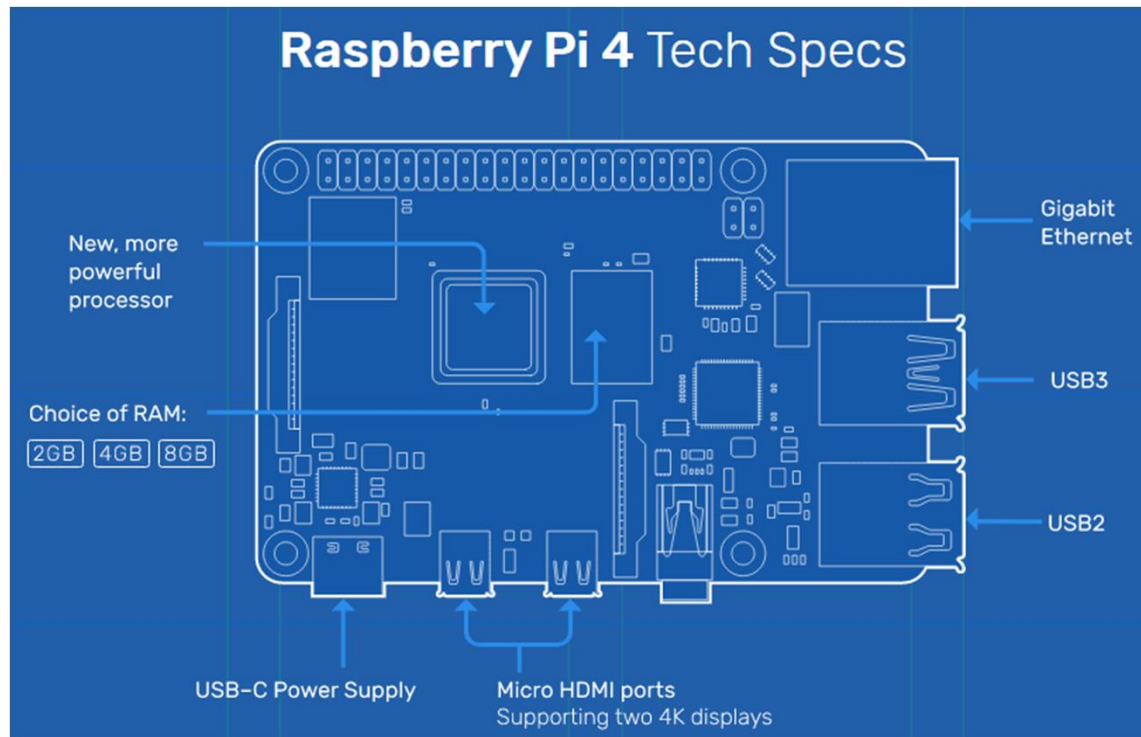 Raspberry Pi 4 Tech Specs
New, more
powerful
processor
Gigabit
Ethernet
USB3
Choice of RAM:
2GB 4GB 8GB
USB2
USB-C Power Supply
Micro HDMI ports
Supporting two 4K displays